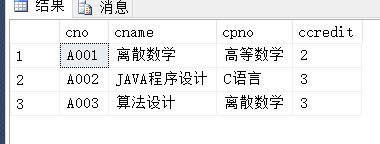 结果 消息
cno cname cpno ccredit
1 A001 离散数学 高等数学 2
2 A002 JAVA程序设计 C语言 3
3 A003 算法设计 离散数学 3